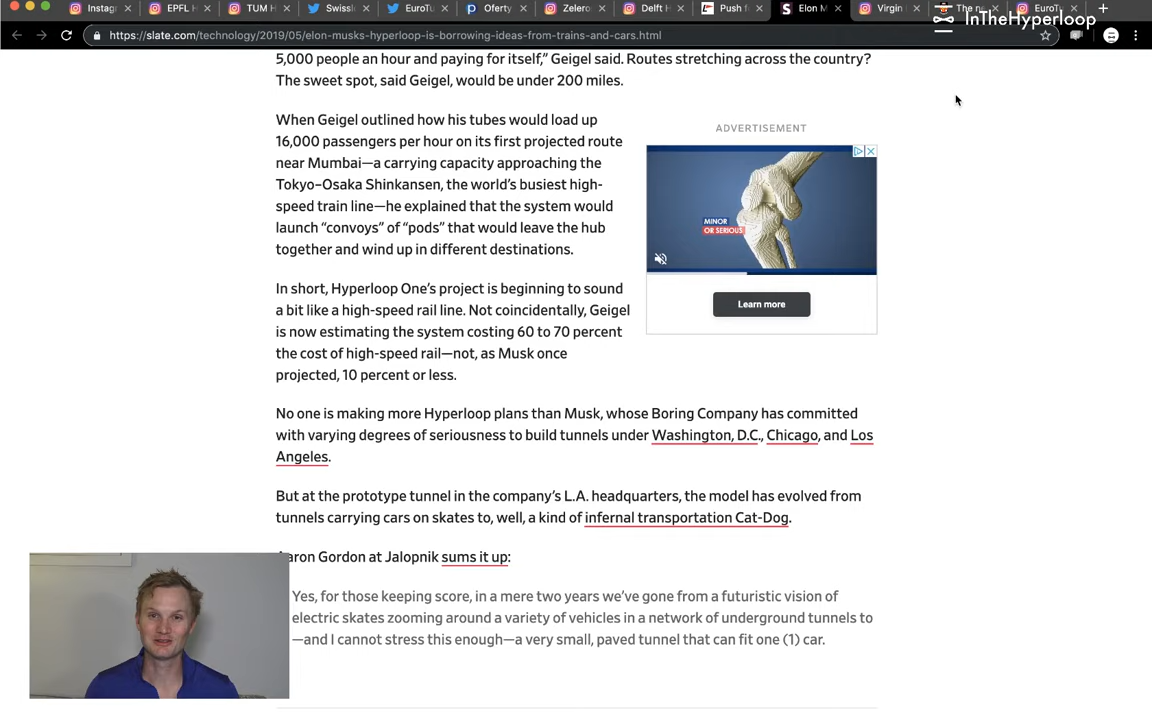 Instag
EPFL H
TUM H
Swissl
EuroTu
Oferty
Zelero
Delft H
Push f
Elon M
Virgin
The n
EuroT
InTheHyperloop
https://slate.com/technology/2019/05/elon-musks-hyperloop-is-borrowing-ideas-from-trains-and-cars.html
5,000 people an hour and paying for itself,” Geigel said. Routes stretching across the country?
The sweet spot, said Geigel, would be under 200 miles.
When Geigel outlined how his tubes would load up
16,000 passengers per hour on its first projected route
near Mumbai—a carrying capacity approaching the
Tokyo–Osaka Shinkansen, the world’s busiest high-
speed train line—he explained that the system would
launch “convoys” of “pods” that would leave the hub
together and wind up in different destinations.
ADVERTISEMENT
MINOR
OR SERIOUS
Learn more
In short, Hyperloop One’s project is beginning to sound
a bit like a high-speed rail line. Not coincidentally, Geigel
is now estimating the system costing 60 to 70 percent
the cost of high-speed rail—not, as Musk once
projected, 10 percent or less.
No one is making more Hyperloop plans than Musk, whose Boring Company has committed
with varying degrees of seriousness to build tunnels under Washington, D.C., Chicago, and Los
Angeles.
But at the prototype tunnel in the company’s L.A. headquarters, the model has evolved from
tunnels carrying cars on skates to, well, a kind of infernal transportation Cat-Dog.
aron Gordon at Jalopnik sums it up:
Yes, for those keeping score, in a mere two years we’ve gone from a futuristic vision of
electric skates zooming around a variety of vehicles in a network of underground tunnels to
—and I cannot stress this enough—a very small, paved tunnel that can fit one (1) car.